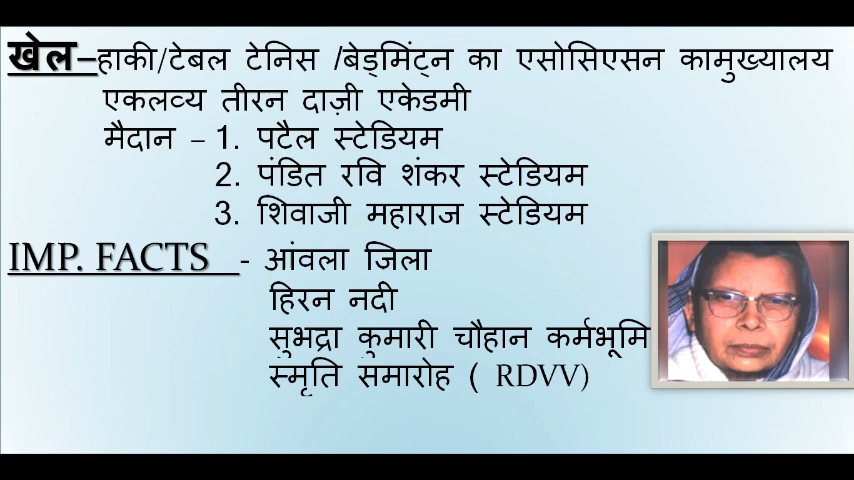 खेल–हाकी/टेबल टेनिस /बेड्मिंट्न का एसोसिएसन कामुख्यालय
एकलव्य तीरन दाज़ी एकेडमी
मैदान – 1. पटैल स्टेडियम
2. पंडित रवि शंकर स्टेडियम
3. शिवाजी महाराज स्टेडियम
IMP. FACTS - आंवला जिला
हिरन नदी
सुभद्रा कुमारी चौहान कर्मभूमि
स्मृति समारोह ( RDVV)